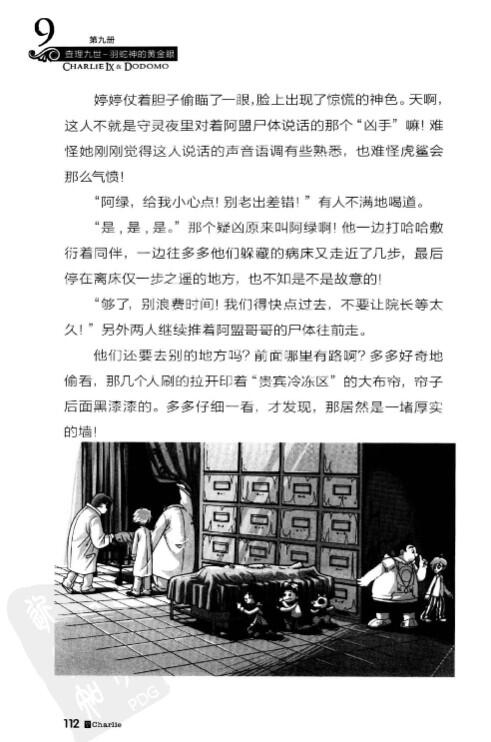 9
第九册
查理九世-羽蛇神的黄金眼
CHARLIE IX & DODOMO
婷婷仗着胆子偷瞄了一眼，脸上出现了惊慌的神色。天啊，
这人不就是守灵夜里对着阿盟尸体说话的那个“凶手”嘛！难
怪她刚刚觉得这人说话的声音语调有些熟悉，也难怪虎鲨会
那么气愤！
“阿绿，给我小心点！别老出差错！”有人不满地喝道。
“是，是，是。”那个疑凶原来叫阿绿啊！他一边打哈哈敷
衍着同伴，一边往多多他们躲藏的病床又走近了几步，最后
停在离床仅一步之遥的地方，也不知是不是故意的！
“够了，别浪费时间！我们得快点过去，不要让院长等太
久！”另外两人继续推着阿盟哥哥的尸体往前走。
他们还要去别的地方吗？前面哪里有路啊？多多好奇地
偷看，那几个人刷的拉开印着“贵宾冷冻区”的大布帘，帘子
后面黑漆漆的。多多仔细一看，才发现，那居然是一堵厚实
的墙！
PDG
112 Charlie